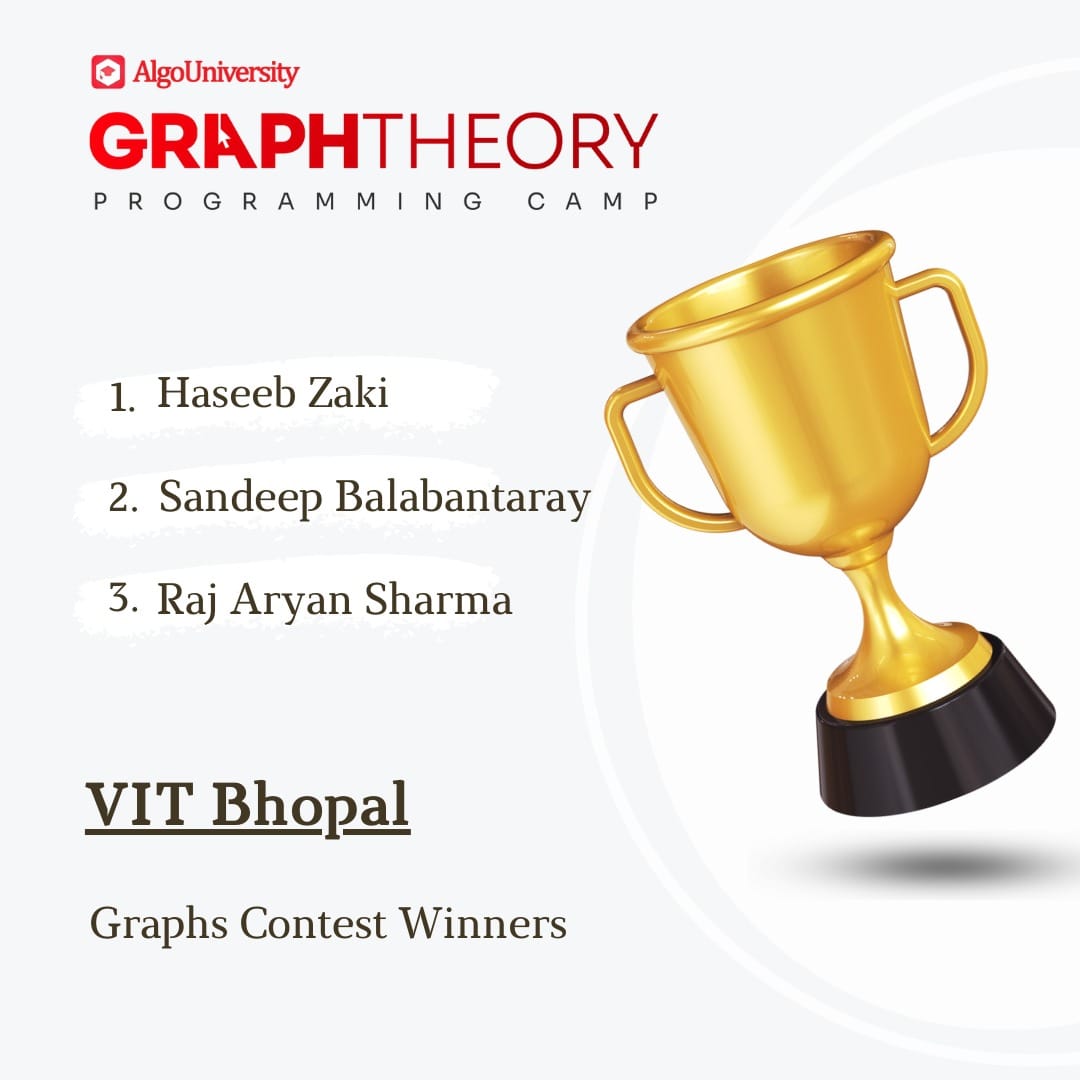 AlgoUniversity
GRAPHTHEORY
PROGRAMMING CAMP
1. Haseeb Zaki
2. Sandeep Balabantaray
3. Raj Aryan Sharma
VIT Bhopal
Graphs Contest Winners